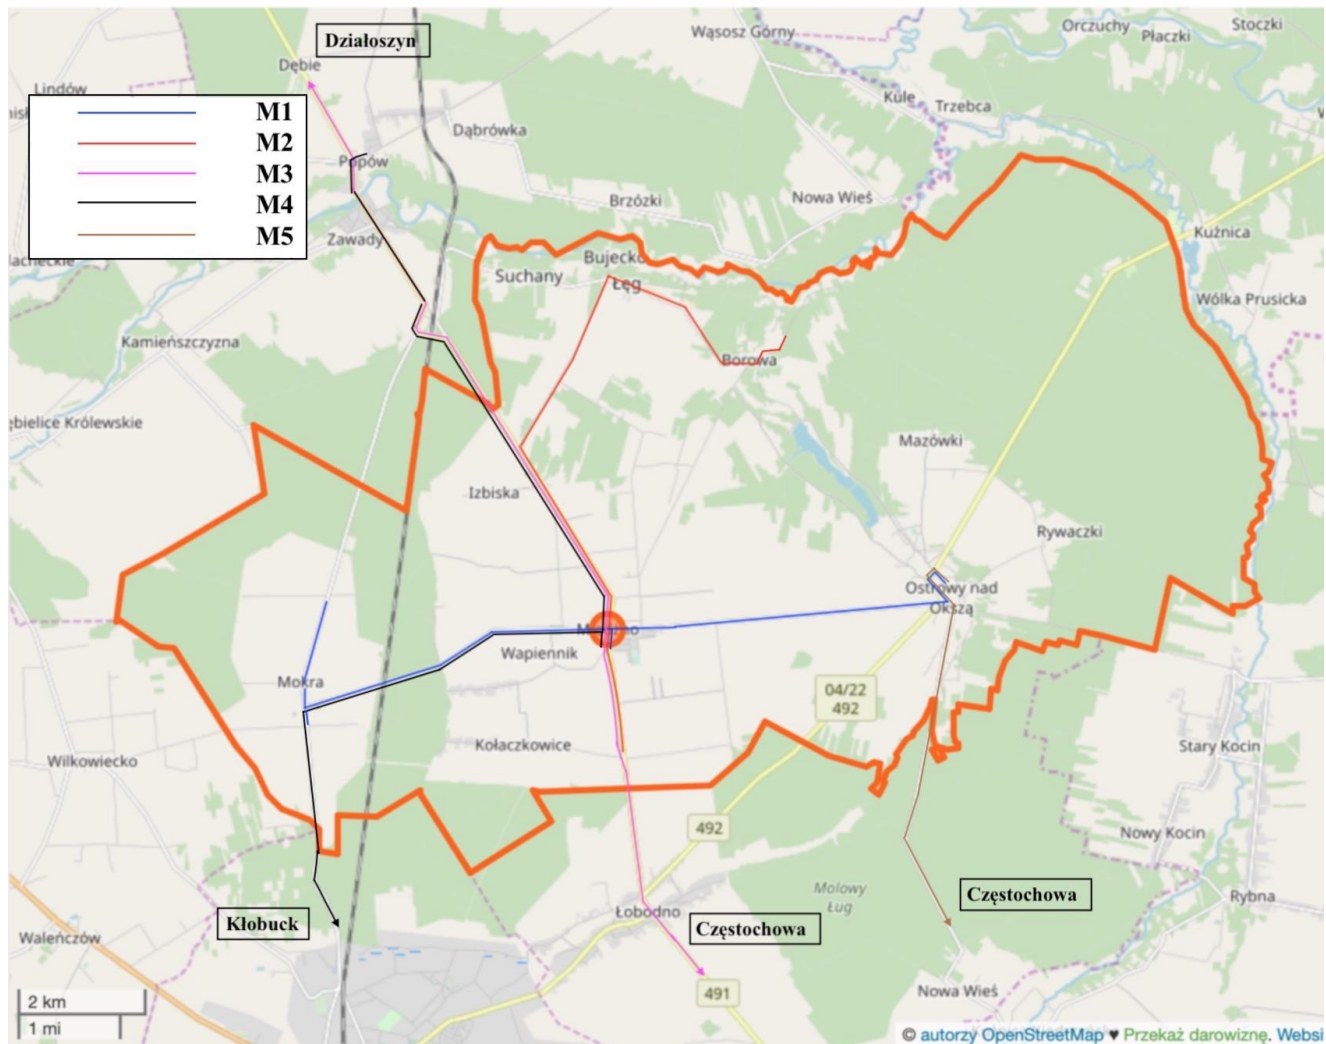 Działoszyn
Wąsosz Górny
Orczuchy
Stoczki
Płaczki
Dębie
Lindów
Kule
Trzebca
M1
M2
M3
M4
M5
Dąbrówka
Popów
Brzózki
Nowa Wieś
Zawady
Kuźnica
Bujecko
Suchany
Łęg
Wólka Prusicka
Kamieńszczyzna
Borowa
ębielice Królewskie
Mazówki
Izbiska
Rywaczki
Ostrowy nad
Okszą
Wapiennik
Mokra
04/22
492
Kołaczkowice
Stary Kocin
Wilkowiecko
492
Nowy Kocin
Mołowy
Ług
Częstochowa
Rybna
Kłobuck
Łobodno
Częstochowa
Waleńczów
Nowa Wieś
491
2 km
1 mi
© autorzy OpenStreetMap ♥ Przekaż darowiznę. Websi